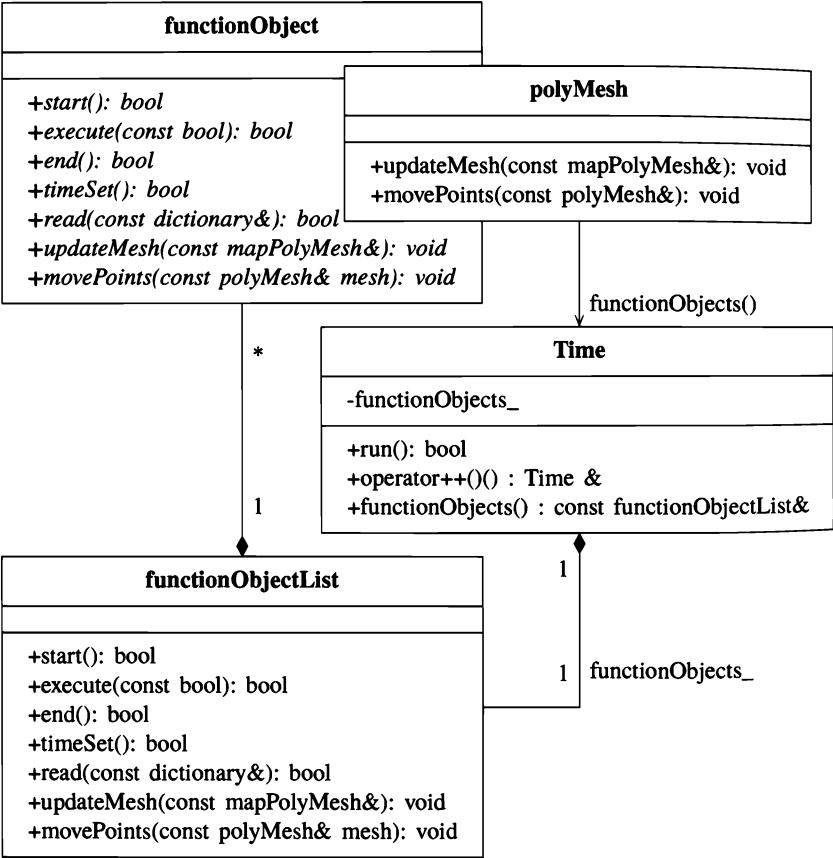 functionObject
+start(): bool
+execute(const bool): bool
+end(): bool
+timeSet(): bool
+read(const dictionary&): bool
+updateMesh(const mapPolyMesh&): void
+movePoints(const polyMesh& mesh): void
polyMesh
+updateMesh(const mapPolyMesh&): void
+movePoints(const polyMesh&): void
functionObjects()
*
1
Time
-functionObjects_
+run(): bool
+operator++()() : Time &
+functionObjects() : const functionObjectList&
1
1
functionObjects_
functionObjectList
+start(): bool
+execute(const bool): bool
+end(): bool
+timeSet(): bool
+read(const dictionary&): bool
+updateMesh(const mapPolyMesh&): void
+movePoints(const polyMesh& mesh): void